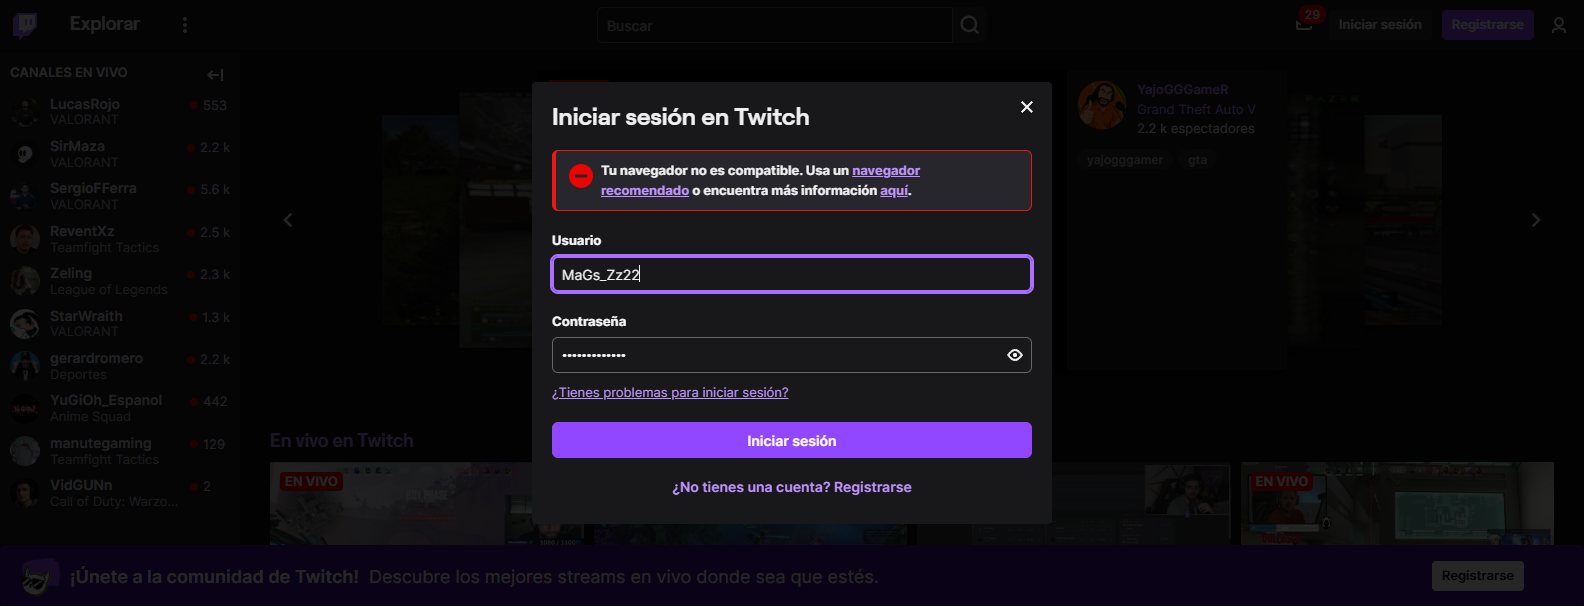 Explorar
Buscar
29
Iniciar sesión
Registrarse
CANALES EN VIVO
LucasRojo
553
VALORANT
SirMaza
2.2 k
VALORANT
SergioFFerra
5.6 k
VALORANT
ReventXz
2.5 k
Teamfight Tactics
Zeling
2.3 k
League of Legends
StarWraith
1.3 k
VALORANT
gerardromero
2.2 k
Deportes
YuGiOh_Espanol
442
Anime Squad
manutegaming
129
Teamfight Tactics
VidGUNn
2
Call of Duty: Warzo...
YajoGGGameR
Grand Theft Auto V
2.2 k espectadores
yajogggamer
gta
Iniciar sesión en Twitch
Tu navegador no es compatible. Usa un navegador
recomendado o encuentra más información aquí.
Usuario
MaGs_Zz22
Contraseña
¿Tienes problemas para iniciar sesión?
Iniciar sesión
¿No tienes una cuenta? Registrarse
En vivo en Twitch
EN VIVO
EN VIVO
¡Únete a la comunidad de Twitch! Descubre los mejores streams en vivo donde sea que estés.
Registrarse